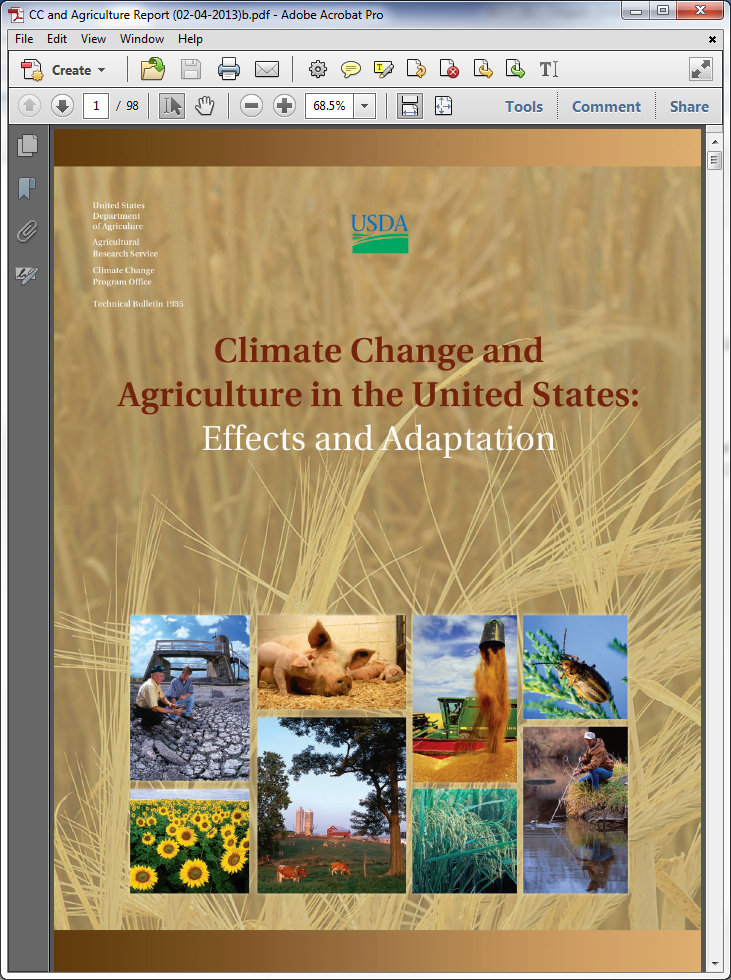 CC and Agriculture Report (02-04-2013)b.pdf - Adobe Acrobat Pro
File Edit View Window Help
Create
1 / 98 68.5% Tools Comment Share
United States
Department
of Agriculure
Agricultural
Research Service
Climate Change
Program Office
Technical Bulletin 1935
USDA
Climate Change and
Agriculture in the United States:
Effects and Adaptation